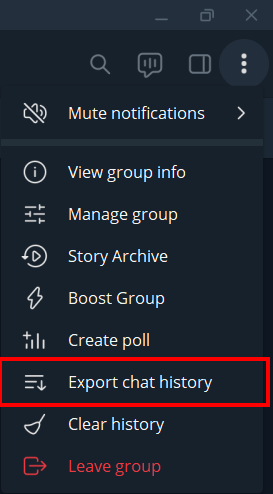 Mute notifications
View group info
Manage group
Story Archive
Boost Group
Create poll
Export chat history
Clear history
Leave group